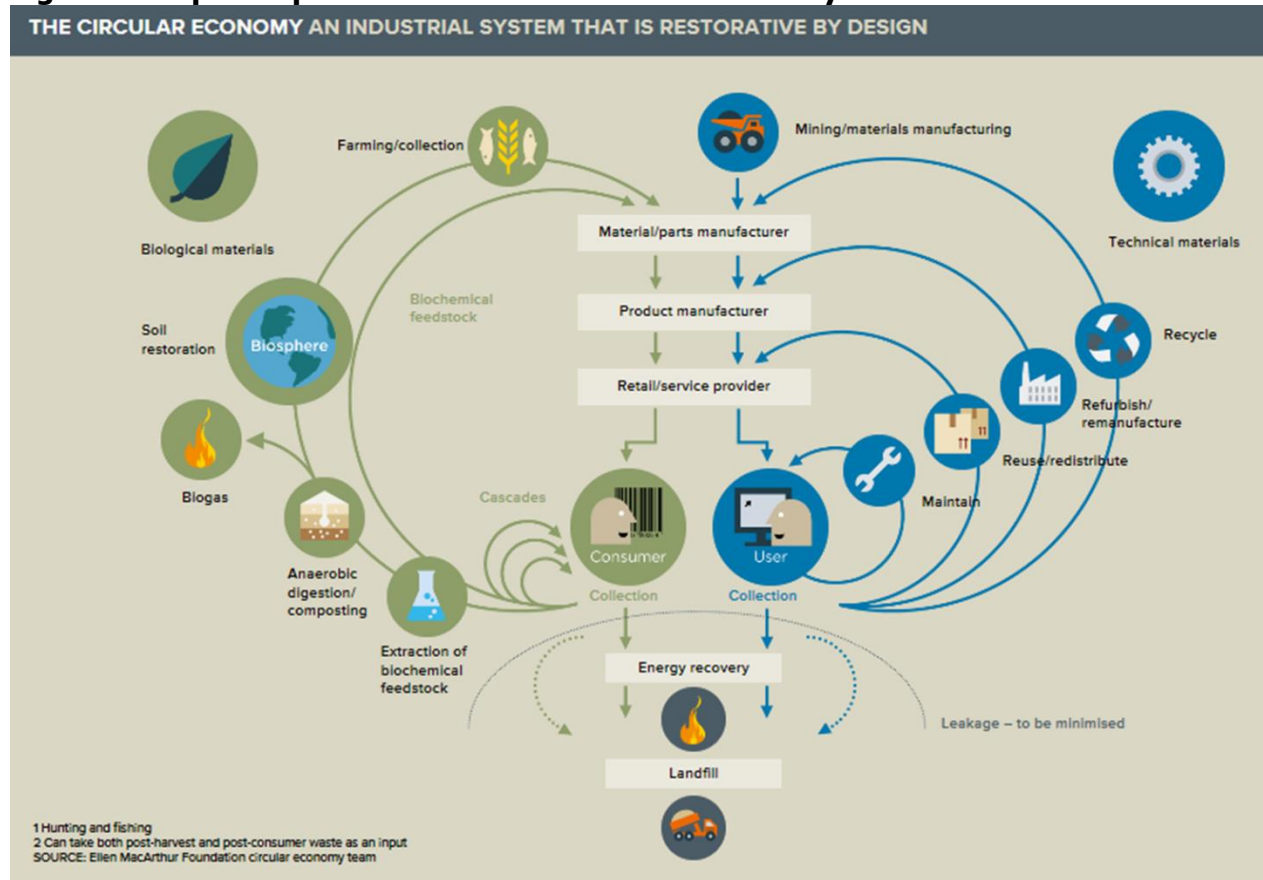 THE CIRCULAR ECONOMY AN INDUSTRIAL SYSTEM THAT IS RESTORATIVE BY DESIGN
Farming/collection
Mining/materials manufacturing
Biological materials
Technical materials
Material/parts manufacturer
Biochemical
feedstock
Product manufacturer
Soil
restoration
Biosphere
Recycle
Retail/service provider
Refurbish/
remanufacture
Reuse/redistribute
Biogas
Cascades
Maintain
Consumer
User
Anaerobic
digestion/
composting
Collection
Collection
Extraction of
biochemical
feedstock
Energy recovery
Leakage – to be minimised
Landfill
1 Hunting and fishing
2 Can take both post-harvest and post-consumer waste as an input
SOURCE: Ellen MacArthur Foundation circular economy team